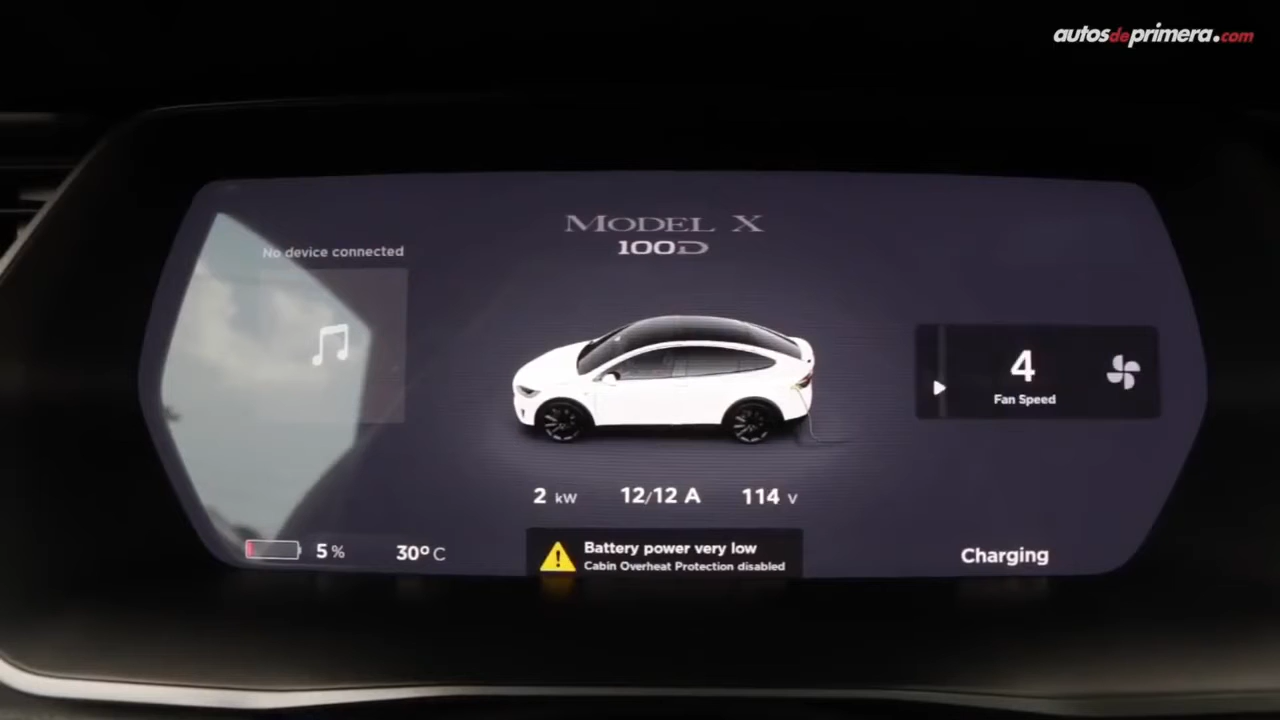 autosdeprimera.com
MODEL X
100D
No device connected
4
Fan Speed
2 kW 12/12 A 114 V
5 % 30° C
Battery power very low
Cabin Overheat Protection disabled
Charging